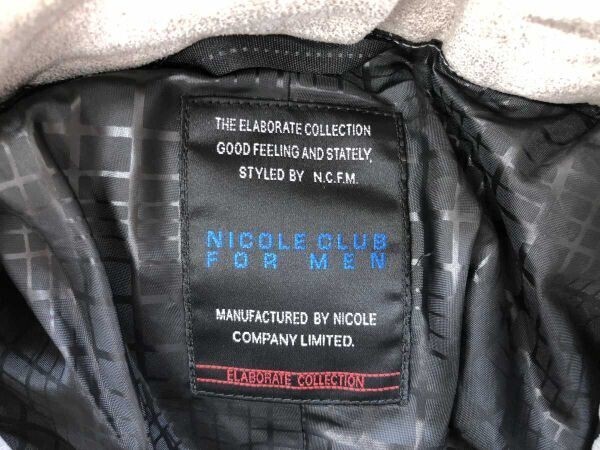 THE ELABORATE COLLECTION
GOOD FEELING AND STATELY,
STYLED BY N.C.F.M.
NICOLE CLUB
FOR MEN
MANUFACTURED BY NICOLE
COMPANY LIMITED.
ELABORATE COLLECTION